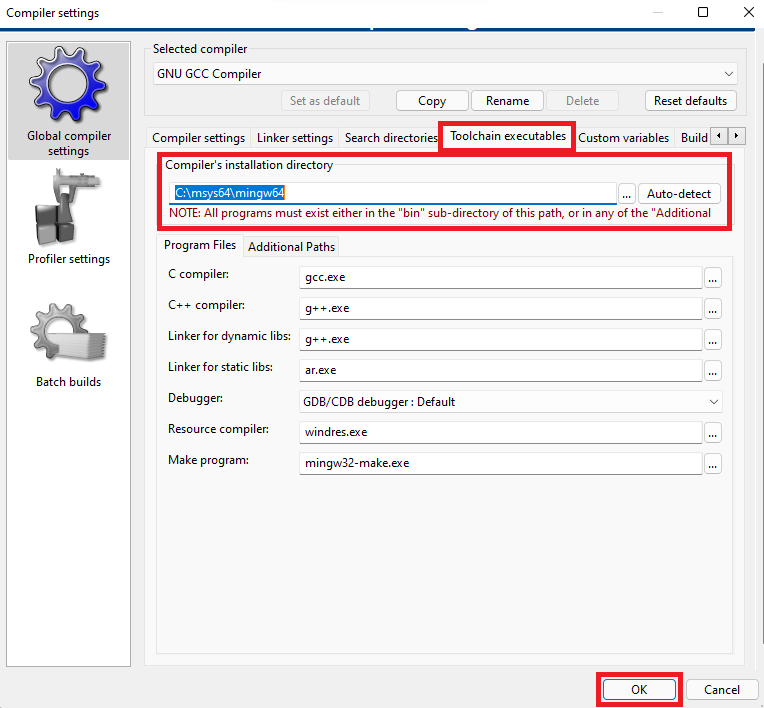 Compiler settings
Global compiler
settings
Profiler settings
Batch builds
Selected compiler
GNU GCC Compiler
Set as default
Copy
Rename
Delete
Reset defaults
Compiler settings
Linker settings
Search directories
Toolchain executables
Custom variables
Build
Compiler's installation directory
C:\msys64\mingw64
...
Auto-detect
NOTE: All programs must exist either in the "bin" sub-directory of this path, or in any of the "Additional
Program Files
Additional Paths
C compiler:
gcc.exe
...
C++ compiler:
g++.exe
...
Linker for dynamic libs:
g++.exe
...
Linker for static libs:
ar.exe
...
Debugger:
GDB/CDB debugger : Default
Resource compiler:
windres.exe
...
Make program:
mingw32-make.exe
...
OK
Cancel